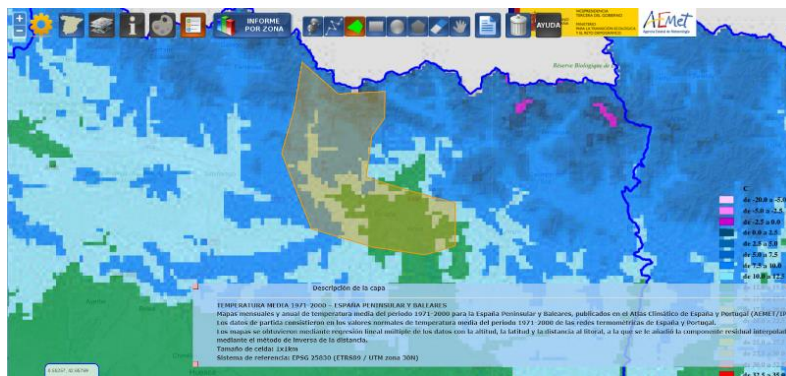 INFORME
POR ZONA
AYUDA
VICEPRESIDENCIA
TERCERA DEL GOBIERNO
MINISTERIO
PARA LA TRANSICIÓN ECOLÓGICA
Y EL RETO DEMOGRÁFICO
AEMet
Agencia Estatal de Meteorología
Réserve Biologique de
C
de -20.0 a -5.0
de -5.0 a -2.5
de -2.5 a 0.0
de 0.0 a 2.5
de 2.5 a 5.0
de 5.0 a 7.5
de 7.5 a 10.0
de 10.0 a 12.5
Descripción de la capa
TEMPERATURA MEDIA 1971-2000 - ESPAÑA PENINSULAR Y BALEARES
Mapas mensuales y anual de temperatura media del periodo 1971-2000 para la España Peninsular y Baleares, publicados en el Atlas Climático de España y Portugal (AEMET/IP
Los datos de partida consistieron en los valores normales de temperatura media del periodo 1971-2000 de las redes termométricas de España y Portugal.
Los mapas se obtuvieron mediante regresión lineal múltiple de los datos con la altitud, la latitud y la distancia al litoral, a la que se le añadió la componente residual interpolad
mediante el método de inversa de la distancia.
Tamaño de celda: 1x1km
Sistema de referencia: EPSG 25830 (ETRS89 / UTM zona 30N)
de 32.5 a 35.0